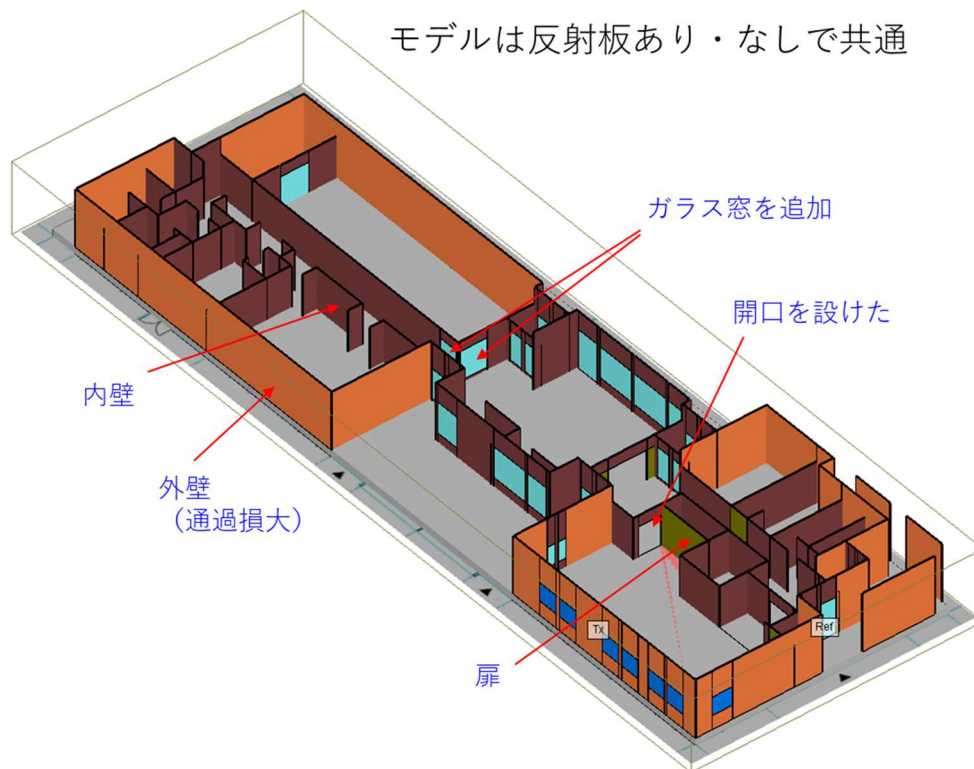 モデルは反射板あり・なしで共通
ガラス窓を追加
開口を設けた
内壁
外壁
（通過損大）
Tx
Ref
扉